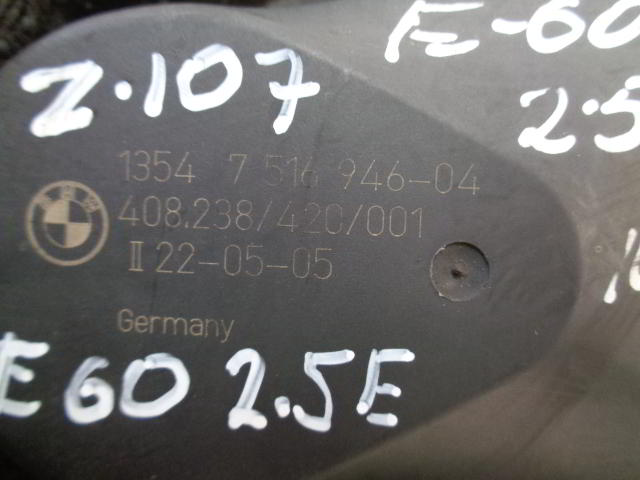 E-60
Z.107
2.5
1354 7 516 946-04
BMW
408.238/420/001
II 22-05-05
Germany
E60 2.5E